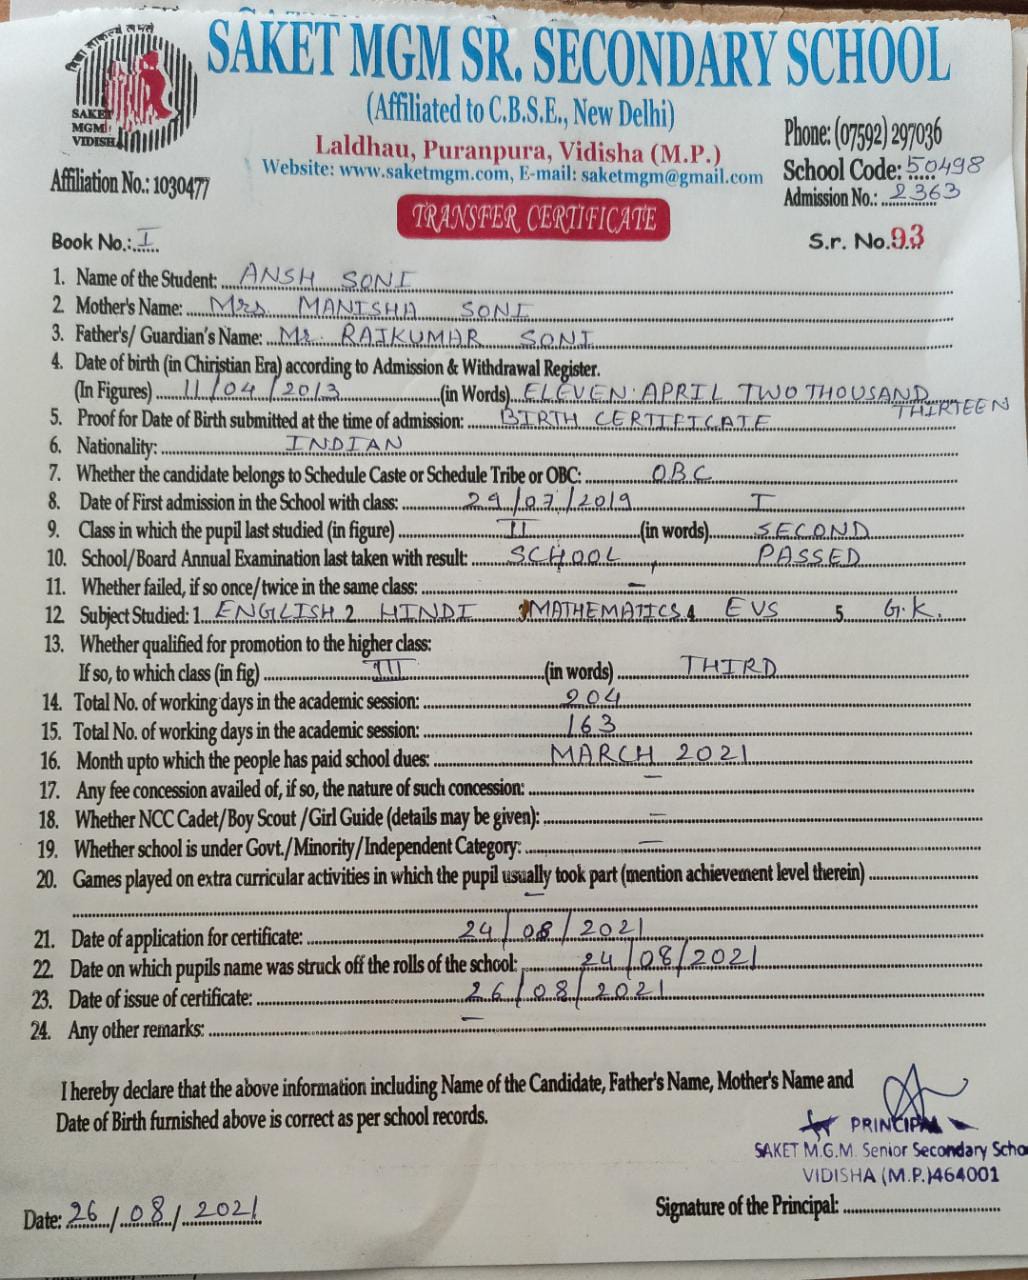 SAKET MGM SR. SECONDARY SCHOOL
(Affiliated to C.B.S.E., New Delhi)
Laldhau, Puranpura, Vidisha (M.P.)
Website: www.saketmgm.com, E-mail: saketmgm@gmail.com
SAKET
MGM
VIDISHA
Affiliation No.: 1030477
Phone: (07592) 297036
School Code: 50498
Admission No.: 2363
TRANSFER CERTIFICATE
Book No.: I
S.r. No. 93
1. Name of the Student: ANSH SONI
2. Mother's Name: Mrs. MANISHA SONI
3. Father's/ Guardian's Name: Mr. RAJKUMAR SONI
4. Date of birth (in Chiristian Era) according to Admission & Withdrawal Register.
(In Figures) 11/04/2013 (in Words) ELEVEN APRIL TWO THOUSAND
THIRTEEN
5. Proof for Date of Birth submitted at the time of admission: BIRTH CERTIFICATE
6. Nationality: INDIAN
7. Whether the candidate belongs to Schedule Caste or Schedule Tribe or OBC: OBC
8. Date of First admission in the School with class: 29/07/2019 I
9. Class in which the pupil last studied (in figure) II (in words) SECOND
10. School/Board Annual Examination last taken with result: SCHOOL, PASSED
11. Whether failed, if so once/twice in the same class: –
12 Subject Studied: 1 ENGLISH 2 HINDI 3 MATHEMATICS 4 EVS 5 G.K.
13. Whether qualified for promotion to the higher class:
If so, to which class (in fig) III (in words) THIRD
14. Total No. of working days in the academic session: 204
15. Total No. of working days in the academic session: 163
16. Month upto which the people has paid school dues: MARCH 2021
17. Any fee concession availed of, if so, the nature of such concession: –
18. Whether NCC Cadet/Boy Scout /Girl Guide (details may be given): –
19. Whether school is under Govt./Minority/Independent Category: –
20. Games played on extra curricular activities in which the pupil usually took part (mention achievement level therein)
–
21. Date of application for certificate: 24/08/2021
22. Date on which pupils name was struck off the rolls of the school: 24/08/2021
23. Date of issue of certificate: 26/08/2021
24. Any other remarks: –
I hereby declare that the above information including Name of the Candidate, Father's Name, Mother's Name and
Date of Birth furnished above is correct as per school records.
PRINCIPAL
SAKET M.G.M. Senior Secondary Scho
VIDISHA (M.P.)464001
Date: 26/08/2021
Signature of the Principal: